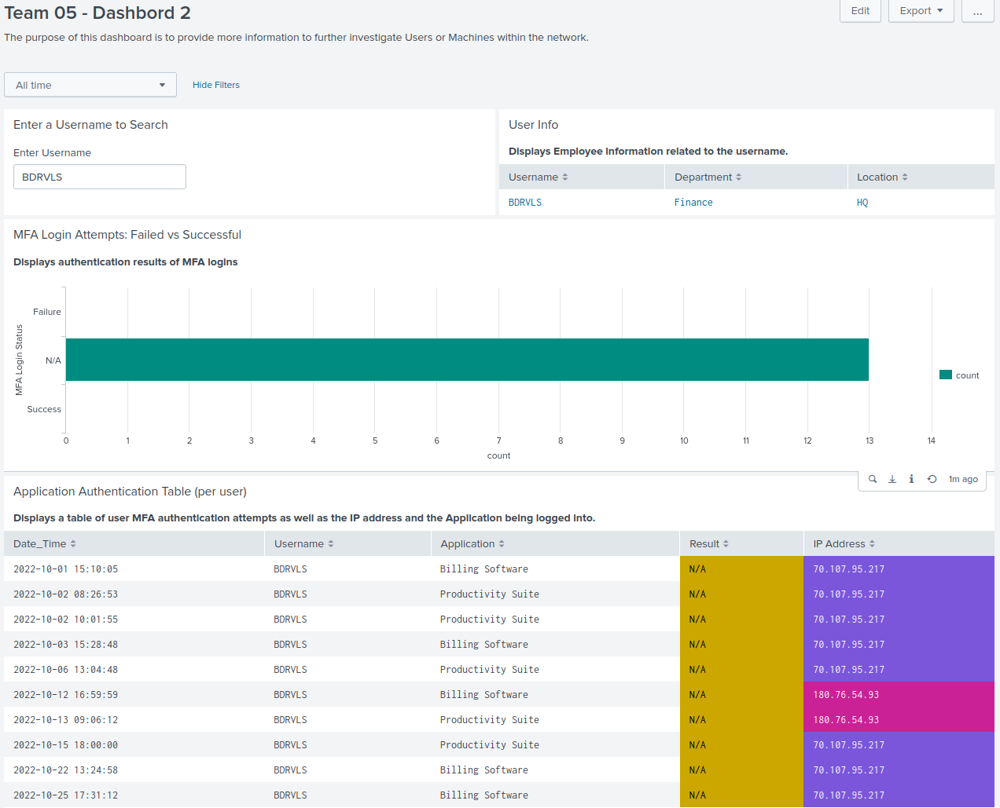 Team 05 - Dashbord 2
Edit
Export
...
The purpose of this dashboard is to provide more information to further investigate Users or Machines within the network.
All time
Hide Filters
Enter a Username to Search
Enter Username
BDRVLS
User Info
Displays Employee information related to the username.
Username Department Location
BDRVLS Finance HQ
MFA Login Attempts: Failed vs Successful
Displays authentication results of MFA logins
MFA Login Status
Failure
N/A
Success
count
0 1 2 3 4 5 6 7 8 9 10 11 12 13 14
count
1m ago
Application Authentication Table (per user)
Displays a table of user MFA authentication attempts as well as the IP address and the Application being logged into.
Date_Time Username Application Result IP Address
2022-10-01 15:10:05 BDRVLS Billing Software N/A 70.107.95.217
2022-10-02 08:26:53 BDRVLS Productivity Suite N/A 70.107.95.217
2022-10-02 10:01:55 BDRVLS Productivity Suite N/A 70.107.95.217
2022-10-03 15:28:48 BDRVLS Billing Software N/A 70.107.95.217
2022-10-06 13:04:48 BDRVLS Productivity Suite N/A 70.107.95.217
2022-10-12 16:59:59 BDRVLS Billing Software N/A 180.76.54.93
2022-10-13 09:06:12 BDRVLS Productivity Suite N/A 180.76.54.93
2022-10-15 18:00:00 BDRVLS Productivity Suite N/A 70.107.95.217
2022-10-22 13:24:58 BDRVLS Billing Software N/A 70.107.95.217
2022-10-25 17:31:12 BDRVLS Billing Software N/A 70.107.95.217